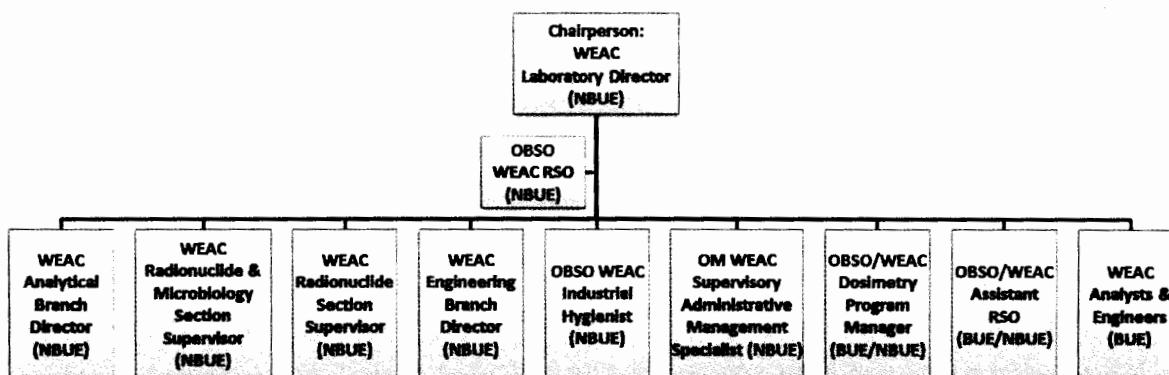 Chairperson:
WEAC
Laboratory Director
(NBUE)
OBSO
WEAC RSO
(NBUE)
WEAC
Analytical
Branch
Director
(NBUE)
WEAC
Radionuclide &
Microbiology
Section
Supervisor
(NBUE)
WEAC
Radionuclide
Section
Supervisor
(NBUE)
WEAC
Engineering
Branch
Director
(NBUE)
OBSO WEAC
Industrial
Hygienist
(NBUE)
OM WEAC
Supervisory
Administrative
Management
Specialist (NBUE)
OBSO/WEAC
Dosimetry
Program
Manager
(BUE/NBUE)
OBSO/WEAC
Assistant
RSO
(BUE/NBUE)
WEAC
Analysts &
Engineers
(BUE)